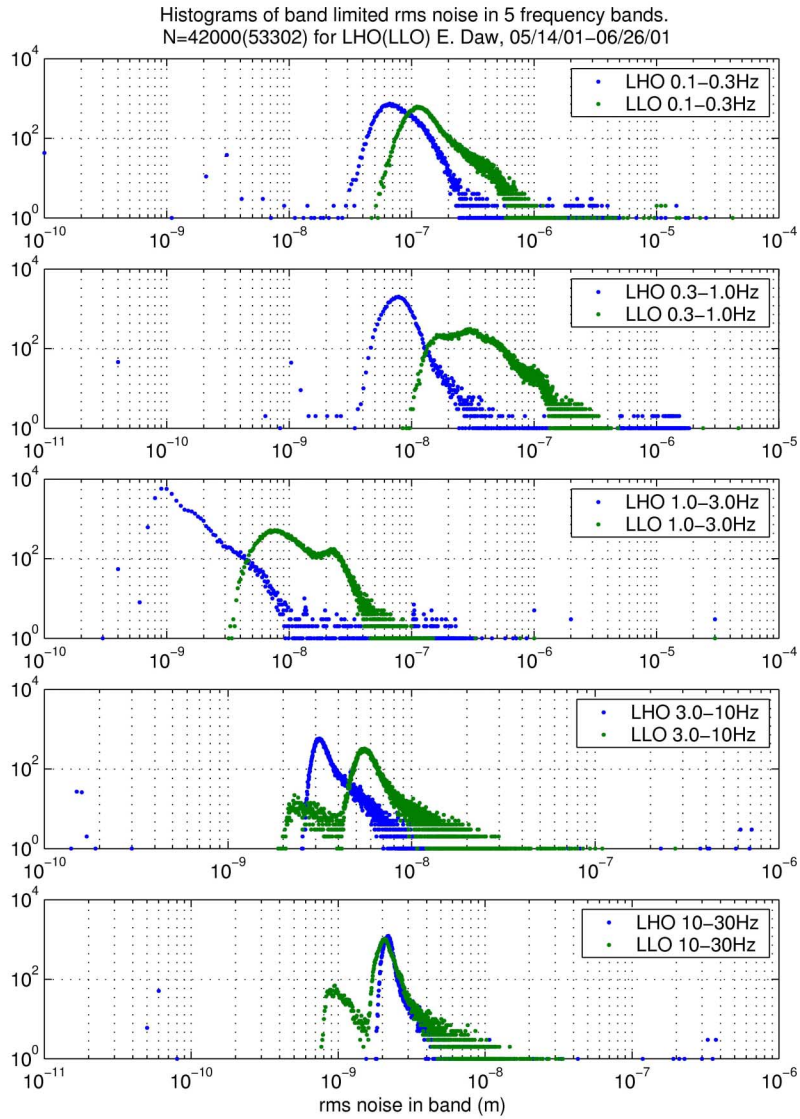 Histograms of band limited rms noise in 5 frequency bands.
N=42000(53302) for LHO(LLO) E. Daw, 05/14/01−06/26/01
10^4
10^2
10^0
LHO 0.1−0.3Hz
LLO 0.1−0.3Hz
10^−10 10^−9 10^−8 10^−7 10^−6 10^−5 10^−4
10^4
10^2
10^0
LHO 0.3−1.0Hz
LLO 0.3−1.0Hz
10^−11 10^−10 10^−9 10^−8 10^−7 10^−6 10^−5
10^4
10^2
10^0
LHO 1.0−3.0Hz
LLO 1.0−3.0Hz
10^−10 10^−9 10^−8 10^−7 10^−6 10^−5 10^−4
10^4
10^2
10^0
LHO 3.0−10Hz
LLO 3.0−10Hz
10^−10 10^−9 10^−8 10^−7 10^−6
10^4
10^2
10^0
LHO 10−30Hz
LLO 10−30Hz
10^−11 10^−10 10^−9 10^−8 10^−7 10^−6
rms noise in band (m)